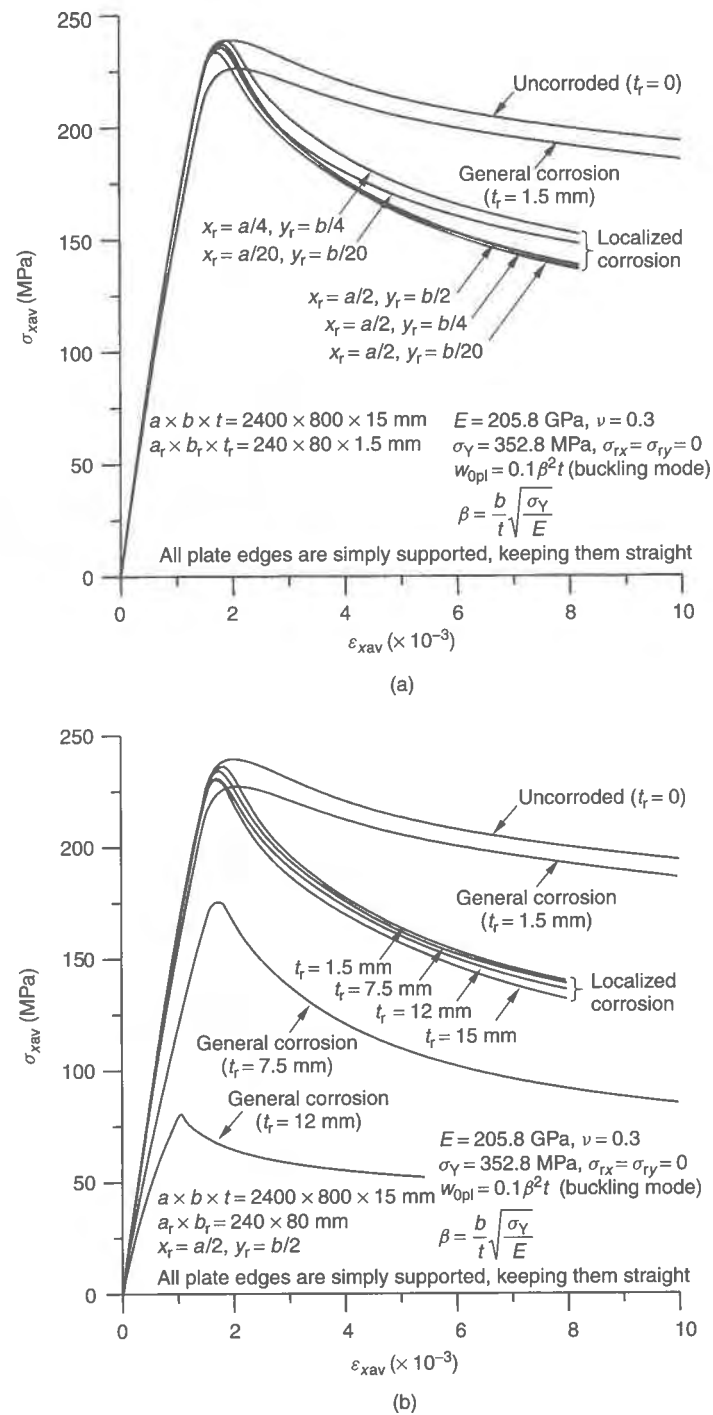 250
200
150
100
50
0
σxav (MPa)
Uncorroded (tr = 0)
General corrosion
(tr = 1.5 mm)
xr = a/4, yr = b/4
xr = a/20, yr = b/20
Localized
corrosion
xr = a/2, yr = b/2
xr = a/2, yr = b/4
xr = a/2, yr = b/20
a × b × t = 2400 × 800 × 15 mm
ar × br × tr = 240 × 80 × 1.5 mm
E = 205.8 GPa, ν = 0.3
σY = 352.8 MPa, σrx = σry = 0
w0pl = 0.1β²t (buckling mode)
β = b/t √(σY/E)
All plate edges are simply supported, keeping them straight
0 2 4 6 8 10
εxav (× 10⁻³)
(a)
250
200
150
100
50
0
σxav (MPa)
Uncorroded (tr = 0)
General corrosion
(tr = 1.5 mm)
tr = 1.5 mm
tr = 7.5 mm
tr = 12 mm
tr = 15 mm
Localized
corrosion
General corrosion
(tr = 7.5 mm)
General corrosion
(tr = 12 mm)
E = 205.8 GPa, ν = 0.3
σY = 352.8 MPa, σrx = σry = 0
a × b × t = 2400 × 800 × 15 mm
w0pl = 0.1β²t (buckling mode)
ar × br = 240 × 80 mm
xr = a/2, yr = b/2
β = b/t √(σY/E)
All plate edges are simply supported, keeping them straight
0 2 4 6 8 10
εxav (× 10⁻³)
(b)